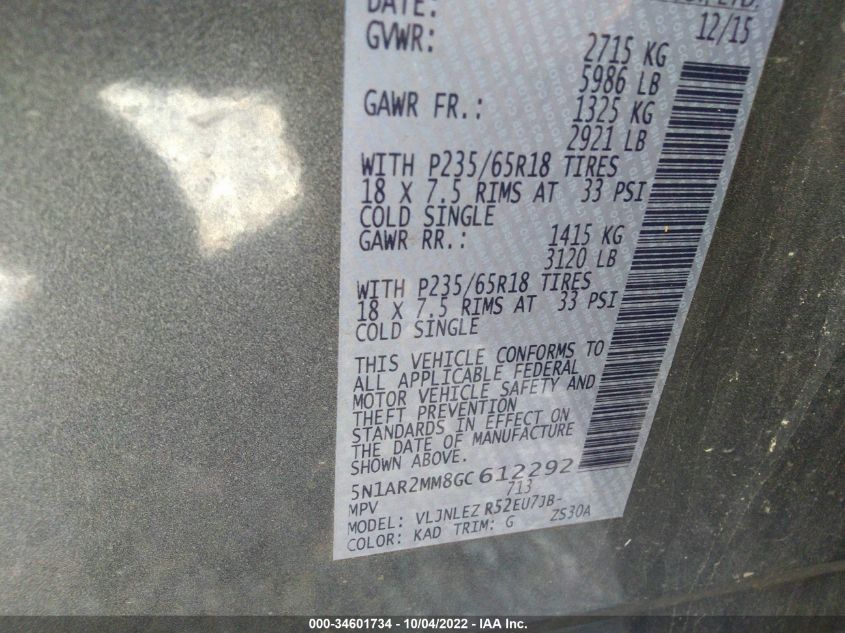 DATE:
12/15
GVWR: 2715 KG
5986 LB
GAWR FR.: 1325 KG
2921 LB
WITH P235/65R18 TIRES
18 X 7.5 RIMS AT 33 PSI
COLD SINGLE
GAWR RR.: 1415 KG
3120 LB
WITH P235/65R18 TIRES
18 X 7.5 RIMS AT 33 PSI
COLD SINGLE
THIS VEHICLE CONFORMS TO
ALL APPLICABLE FEDERAL
MOTOR VEHICLE SAFETY AND
THEFT PREVENTION
STANDARDS IN EFFECT ON
THE DATE OF MANUFACTURE
SHOWN ABOVE.
5N1AR2MM8GC612292
MPV 713
MODEL: VLJNLEZ R52EU7JB-
COLOR: KAD TRIM: G ZS30A
000-34601734 - 10/04/2022 - IAA Inc.